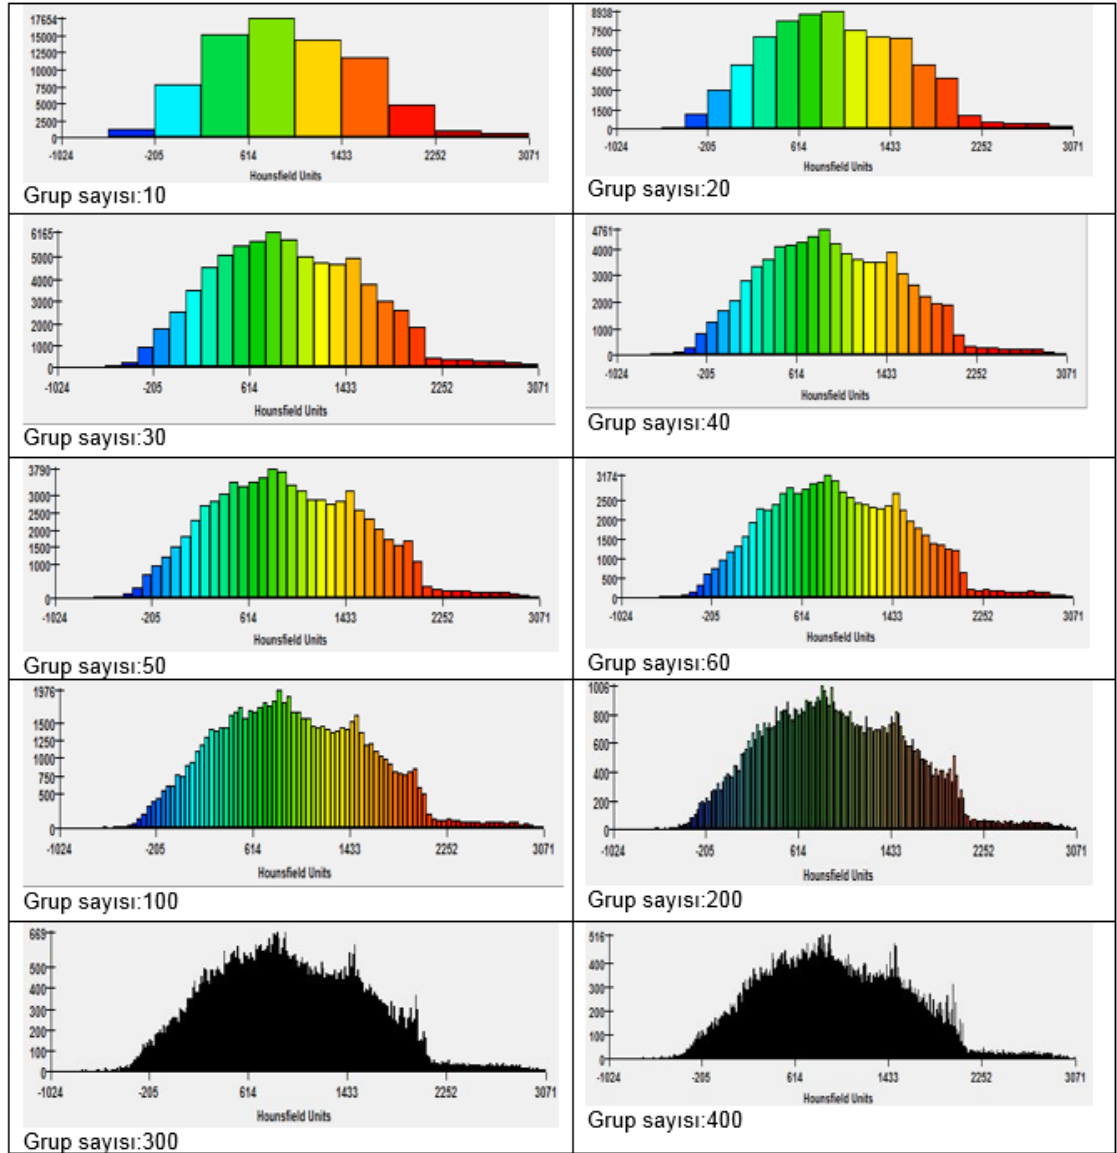 17654
15000
12500
10000
7500
5000
2500
0
-1024 -205 614 1433 2252 3071
Hounsfield Units
Grup sayısı:10
8938
7500
6000
4500
3000
1500
0
-1024 -205 614 1433 2252 3071
Hounsfield Units
Grup sayısı:20
6165
5000
4000
3000
2000
1000
0
-1024 -205 614 1433 2252 3071
Hounsfield Units
Grup sayısı:30
4761
4000
3000
2000
1000
0
-1024 -205 614 1433 2252 3071
Hounsfield Units
Grup sayısı:40
3790
3000
2500
2000
1500
1000
0
-1024 -205 614 1433 2252 3071
Hounsfield Units
Grup sayısı:50
3174
2500
2000
1500
1000
500
0
-1024 -205 614 1433 2252 3071
Hounsfield Units
Grup sayısı:60
1976
1500
1250
1000
750
500
0
-1024 -205 614 1433 2252 3071
Hounsfield Units
Grup sayısı:100
1006
800
600
400
200
0
-1024 -205 614 1433 2252 3071
Hounsfield Units
Grup sayısı:200
669
500
400
300
200
100
0
-1024 -205 614 1433 2252 3071
Hounsfield Units
Grup sayısı:300
516
400
300
200
100
0
-1024 -205 614 1433 2252 3071
Hounsfield Units
Grup sayısı:400